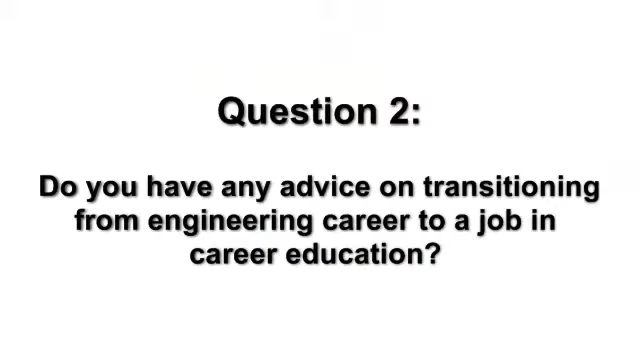 Question 2:
Do you have any advice on transitioning
from engineering career to a job in
career education?